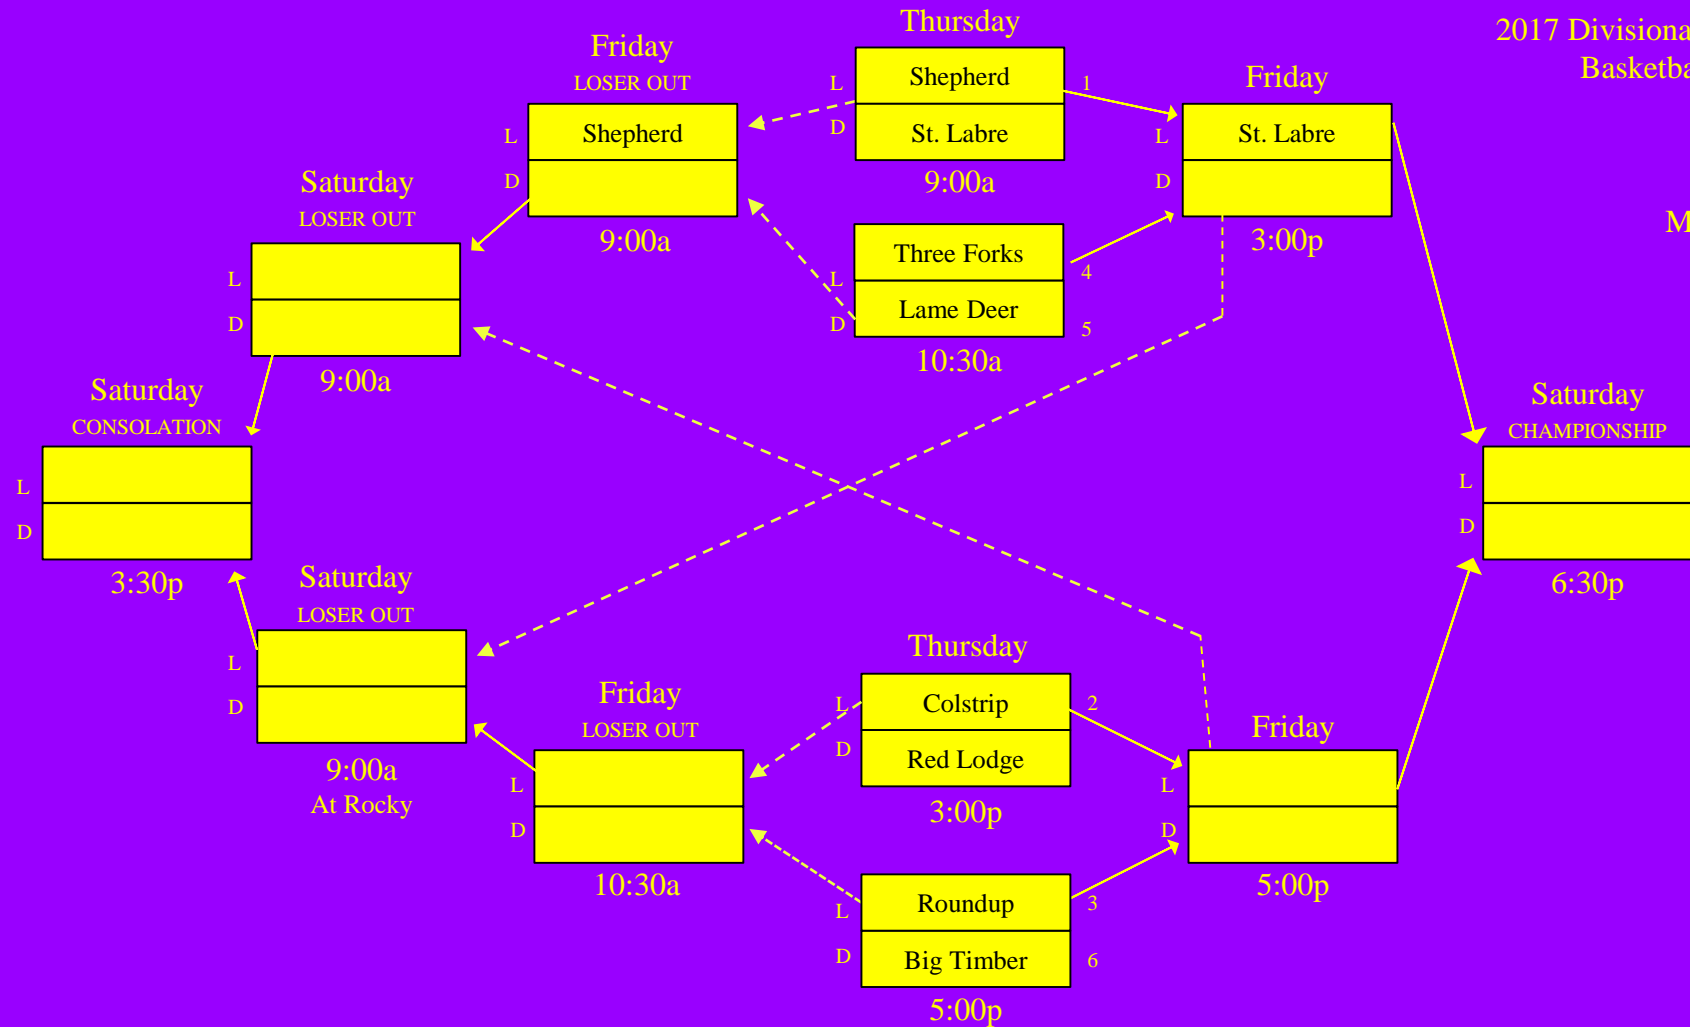 Thursday
2017 Divisiona
Basketba
Friday
LOSER OUT
L
Shepherd
1
D
St. Labre
9:00a
Friday
L
St. Labre
D
3:00p
L
Shepherd
D
9:00a
Saturday
LOSER OUT
L
D
9:00a
M
Three Forks
L
4
Lame Deer
D
5
10:30a
Saturday
CONSOLATION
L
D
3:30p
Saturday
CHAMPIONSHIP
L
D
6:30p
Saturday
LOSER OUT
L
D
9:00a
At Rocky
Friday
LOSER OUT
L
D
10:30a
Thursday
L
Colstrip
2
D
Red Lodge
3:00p
Friday
L
D
5:00p
L
Roundup
3
D
Big Timber
6
5:00p